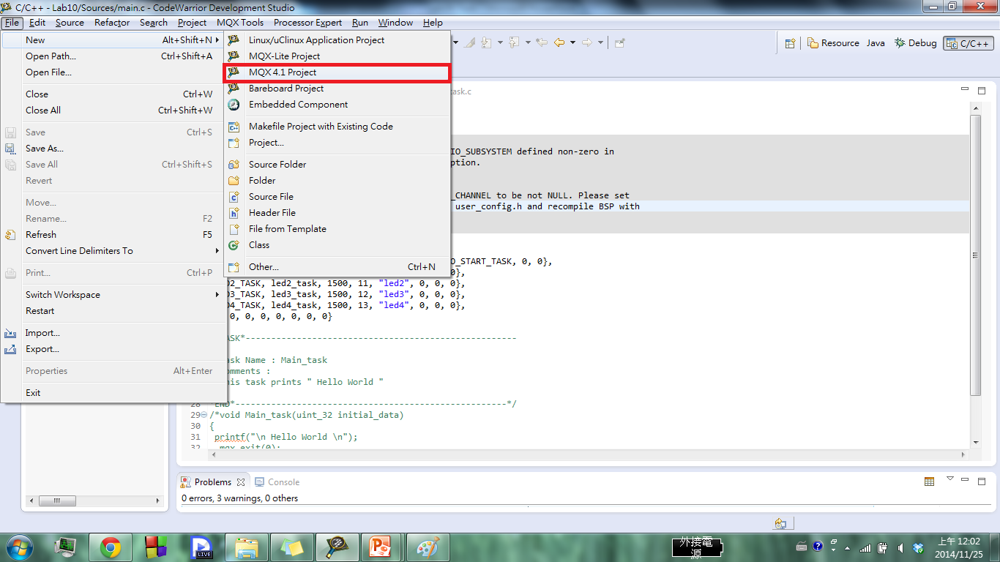 C/C++ - Lab10/Sources/main.c - CodeWarrior Development Studio
File Edit Source Refactor Search Project MQX Tools Processor Expert Run Window Help
New Alt+Shift+N
Open Path... Ctrl+Shift+A
Open File...
Close Ctrl+W
Close All Ctrl+Shift+W
Save Ctrl+S
Save As...
Save All Ctrl+Shift+S
Revert
Move...
Rename... F2
Refresh F5
Convert Line Delimiters To
Print... Ctrl+P
Switch Workspace
Restart
Import...
Export...
Properties Alt+Enter
Exit
Linux/uClinux Application Project
MQX-Lite Project
MQX 4.1 Project
Bareboard Project
Embedded Component
Makefile Project with Existing Code
Project...
Source Folder
Folder
Source File
Header File
File from Template
Class
Other... Ctrl+N
Resource Java Debug C/C++
task.c
IO_SUBSYSTEM defined non-zero in
ption.
_CHANNEL to be not NULL. Please set
user_config.h and recompile BSP with
O_START_TASK, 0, 0},
0},
D2_TASK, led2_task, 1500, 11, "led2", 0, 0, 0},
D3_TASK, led3_task, 1500, 12, "led3", 0, 0, 0},
D4_TASK, led4_task, 1500, 13, "led4", 0, 0, 0},
0, 0, 0, 0, 0, 0, 0}
ASK*-----------------------------------------------------
ask Name : Main_task
omments :
his task prints " Hello World "
28 *END*-----------------------------------------------------*/
29 /*void Main_task(uint_32 initial_data)
30 {
31 printf("\n Hello World \n");
32 _mqx_exit(0);
Problems Console
0 errors, 3 warnings, 0 others
LIVE
外接電
源
上午 12:02
2014/11/25